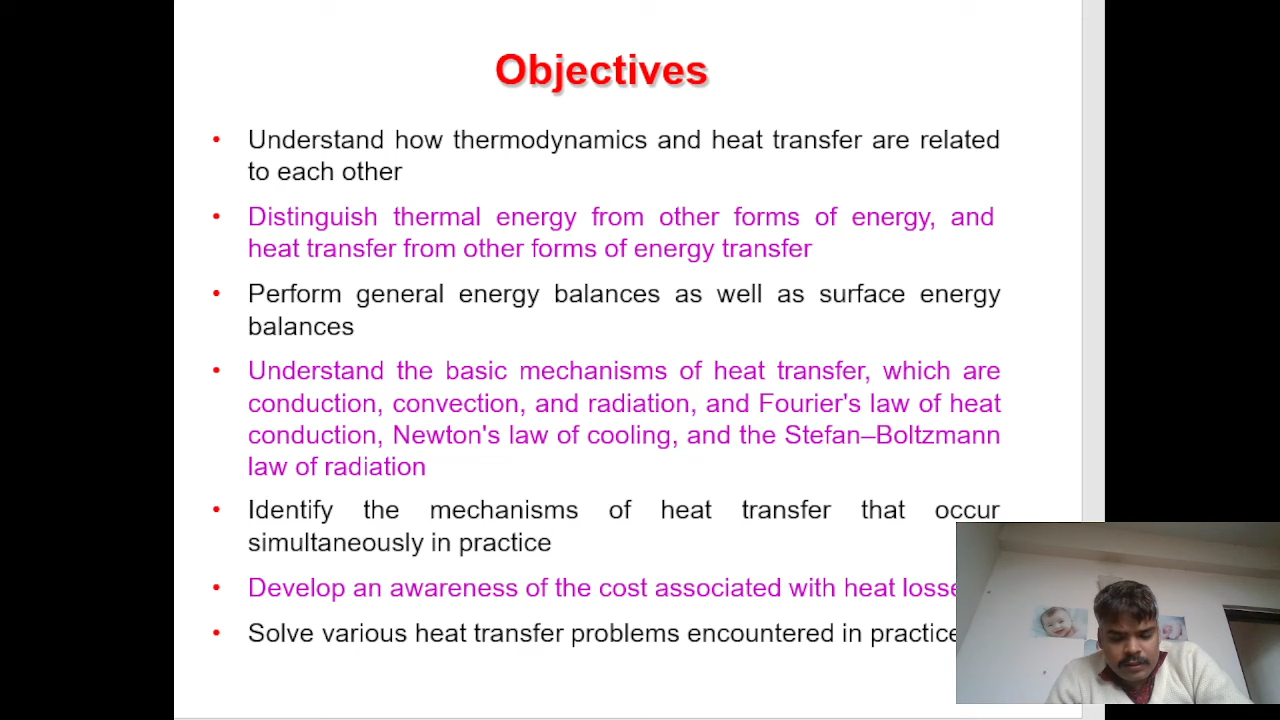 Objectives
• Understand how thermodynamics and heat transfer are related
to each other
• Distinguish thermal energy from other forms of energy, and
heat transfer from other forms of energy transfer
• Perform general energy balances as well as surface energy
balances
• Understand the basic mechanisms of heat transfer, which are
conduction, convection, and radiation, and Fourier's law of heat
conduction, Newton's law of cooling, and the Stefan–Boltzmann
law of radiation
• Identify the mechanisms of heat transfer that occur
simultaneously in practice
• Develop an awareness of the cost associated with heat
• Solve various heat transfer problems encountered in practice